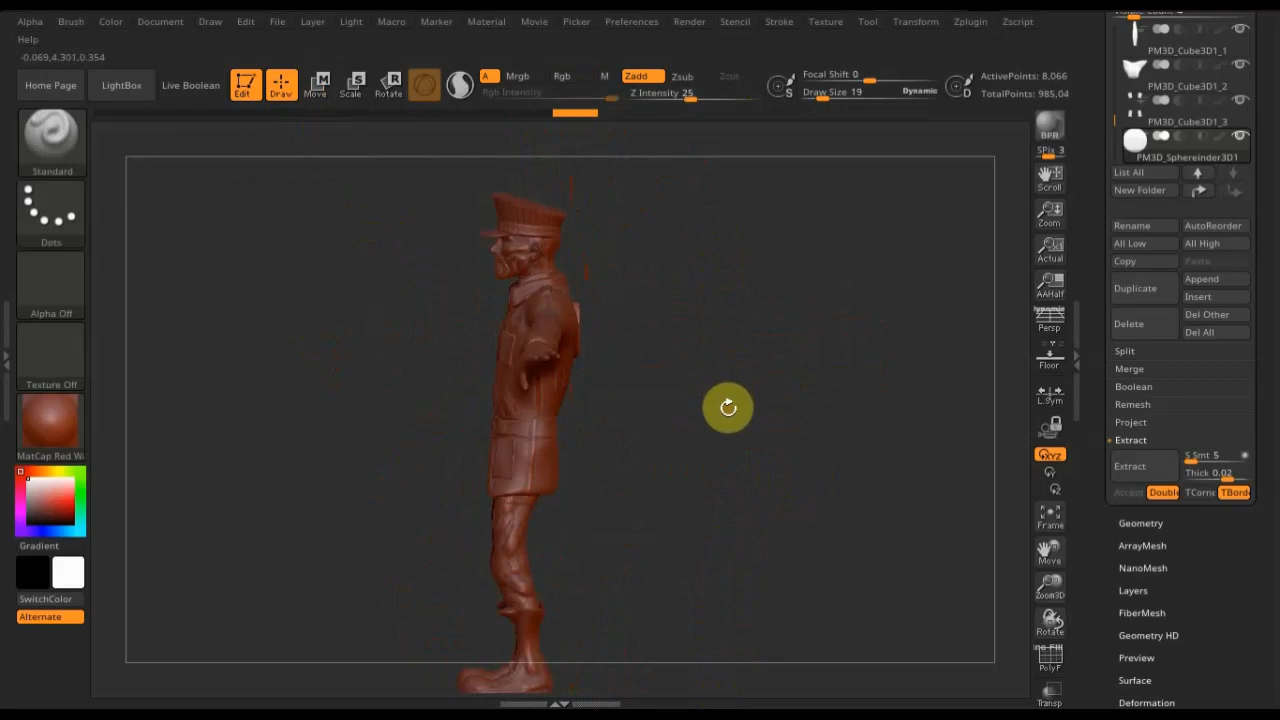 Alpha Brush Color Document Draw Edit File Layer Light Macro Marker Material Movie Picker Preferences Render Stencil Stroke Texture Tool Transform Zplugin Zscript
Help
-0.069,4.301,0.354
Home Page
LightBox
Live Boolean
Edit
Draw
Move
Scale
Rotate
A
Mrgb
Rgb
M
Rgb Intensity
Zadd
Zsub
Zcut
Z Intensity 25
S
Focal Shift 0
Draw Size 19
Dynamic
D
ActivePoints: 8,066
TotalPoints: 985,04
Standard
Dots
Alpha Off
Texture Off
MatCap Red Wa
Gradient
SwitchColor
Alternate
BPR
SPix 3
Scroll
Zoom
Actual
AAHalf
Dynamic
Persp
Floor
L.Sym
XYZ
Y
Z
Frame
Move
Zoom3D
Rotate
PolyF
Transp
PM3D_Cube3D1_1
PM3D_Cube3D1_2
PM3D_Cube3D1_3
PM3D_Sphereinder3D1
List All
New Folder
Rename AutoReorder
All Low All High
Copy Paste
Duplicate Append
Insert
Delete Del Other
Del All
Split
Merge
Boolean
Remesh
Project
Extract
Extract S Smt 5
Thick 0.02
Accept Double TCorne TBorde
Geometry
ArrayMesh
NanoMesh
Layers
FiberMesh
Geometry HD
Preview
Surface
Deformation